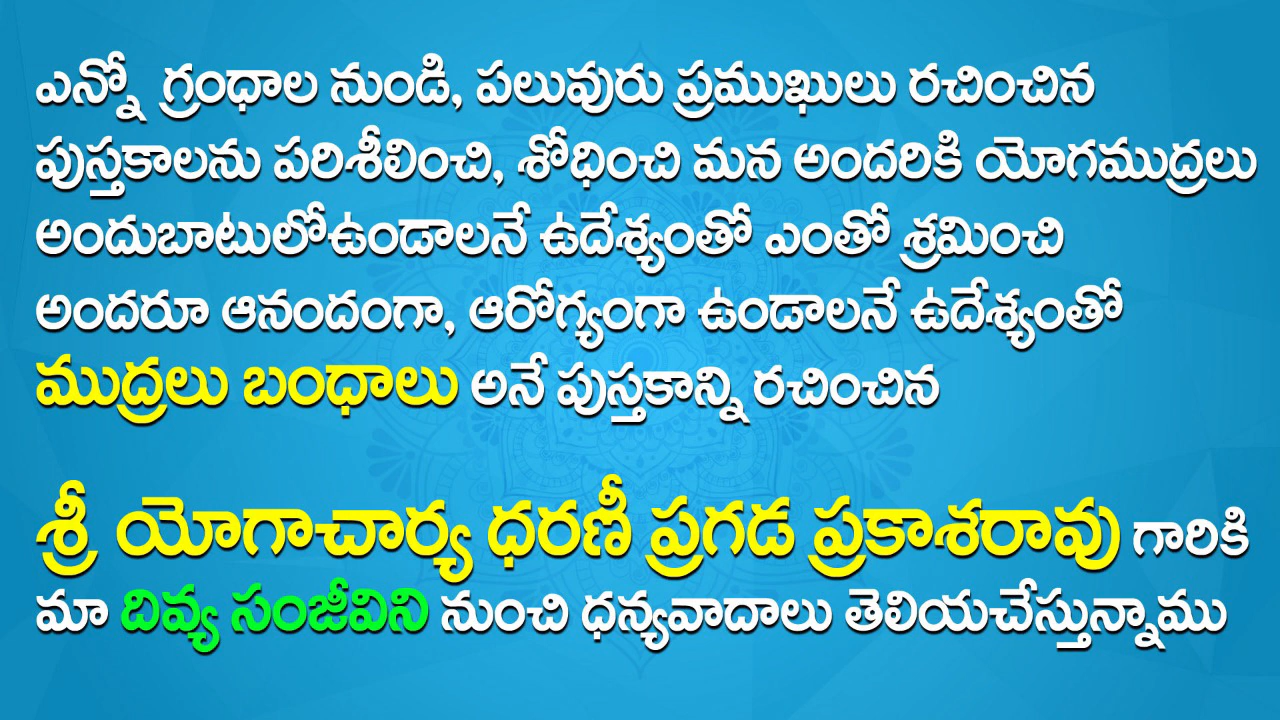 ఎన్నో గ్రంధాల నుండి, పలువురు ప్రముఖులు రచించిన
పుస్తకాలను పరిశీలించి, శోధించి మన అందరికి యోగముద్రలు
అందుబాటులోఉండాలనే ఉదేశ్యంతో ఎంతో శ్రమించి
అందరూ ఆనందంగా, ఆరోగ్యంగా ఉండాలనే ఉదేశ్యంతో
ముద్రలు బంధాలు అనే పుస్తకాన్ని రచించిన
శ్రీ యోగాచార్య ధరణీ ప్రగడ ప్రకాశరావు గారికి
మా దివ్య సంజీవిని నుంచి ధన్యవాదాలు తెలియచేస్తున్నాము